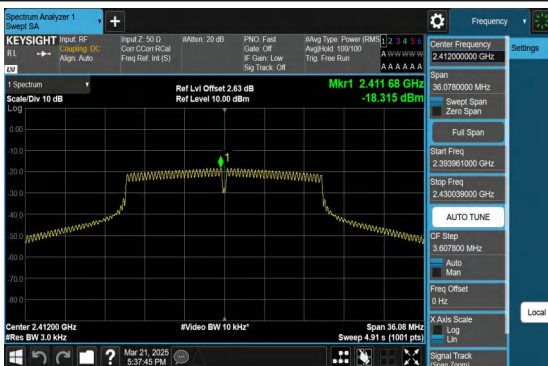 Spectrum Analyzer 1
Swept SA
Frequency
KEYSIGHT
RL
LXI
Input: RF
Coupling: DC
Align: Auto
Input Z: 50 Ω
Corr CCorr RCal
Freq Ref: Int (S)
#Atten: 20 dB
PNO: Fast
Gate: Off
IF Gain: Low
Sig Track: Off
#Avg Type: Power (RMS
Avg|Hold: 100/100
Trig: Free Run
1 2 3 4 5 6
A W W W W W
A A A A A A
1 Spectrum
Scale/Div 10 dB
Log
Ref Lvl Offset 2.63 dB
Ref Level 10.00 dBm
Mkr1 2.411 68 GHz
-18.315 dBm
0.00
-10.0
-20.0
-30.0
-40.0
-50.0
-60.0
-70.0
-80.0
1
Center 2.41200 GHz
#Res BW 3.0 kHz
#Video BW 10 kHz*
Span 36.08 MHz
Sweep 4.91 s (1001 pts)
Mar 21, 2025
5:37:45 PM
Center Frequency
2.412000000 GHz
Settings
Span
36.0780000 MHz
Swept Span
Zero Span
Full Span
Start Freq
2.393961000 GHz
Stop Freq
2.430039000 GHz
AUTO TUNE
CF Step
3.607800 MHz
Auto
Man
Freq Offset
0 Hz
X Axis Scale
Log
Lin
Local
Signal Track
(Span Zoom)